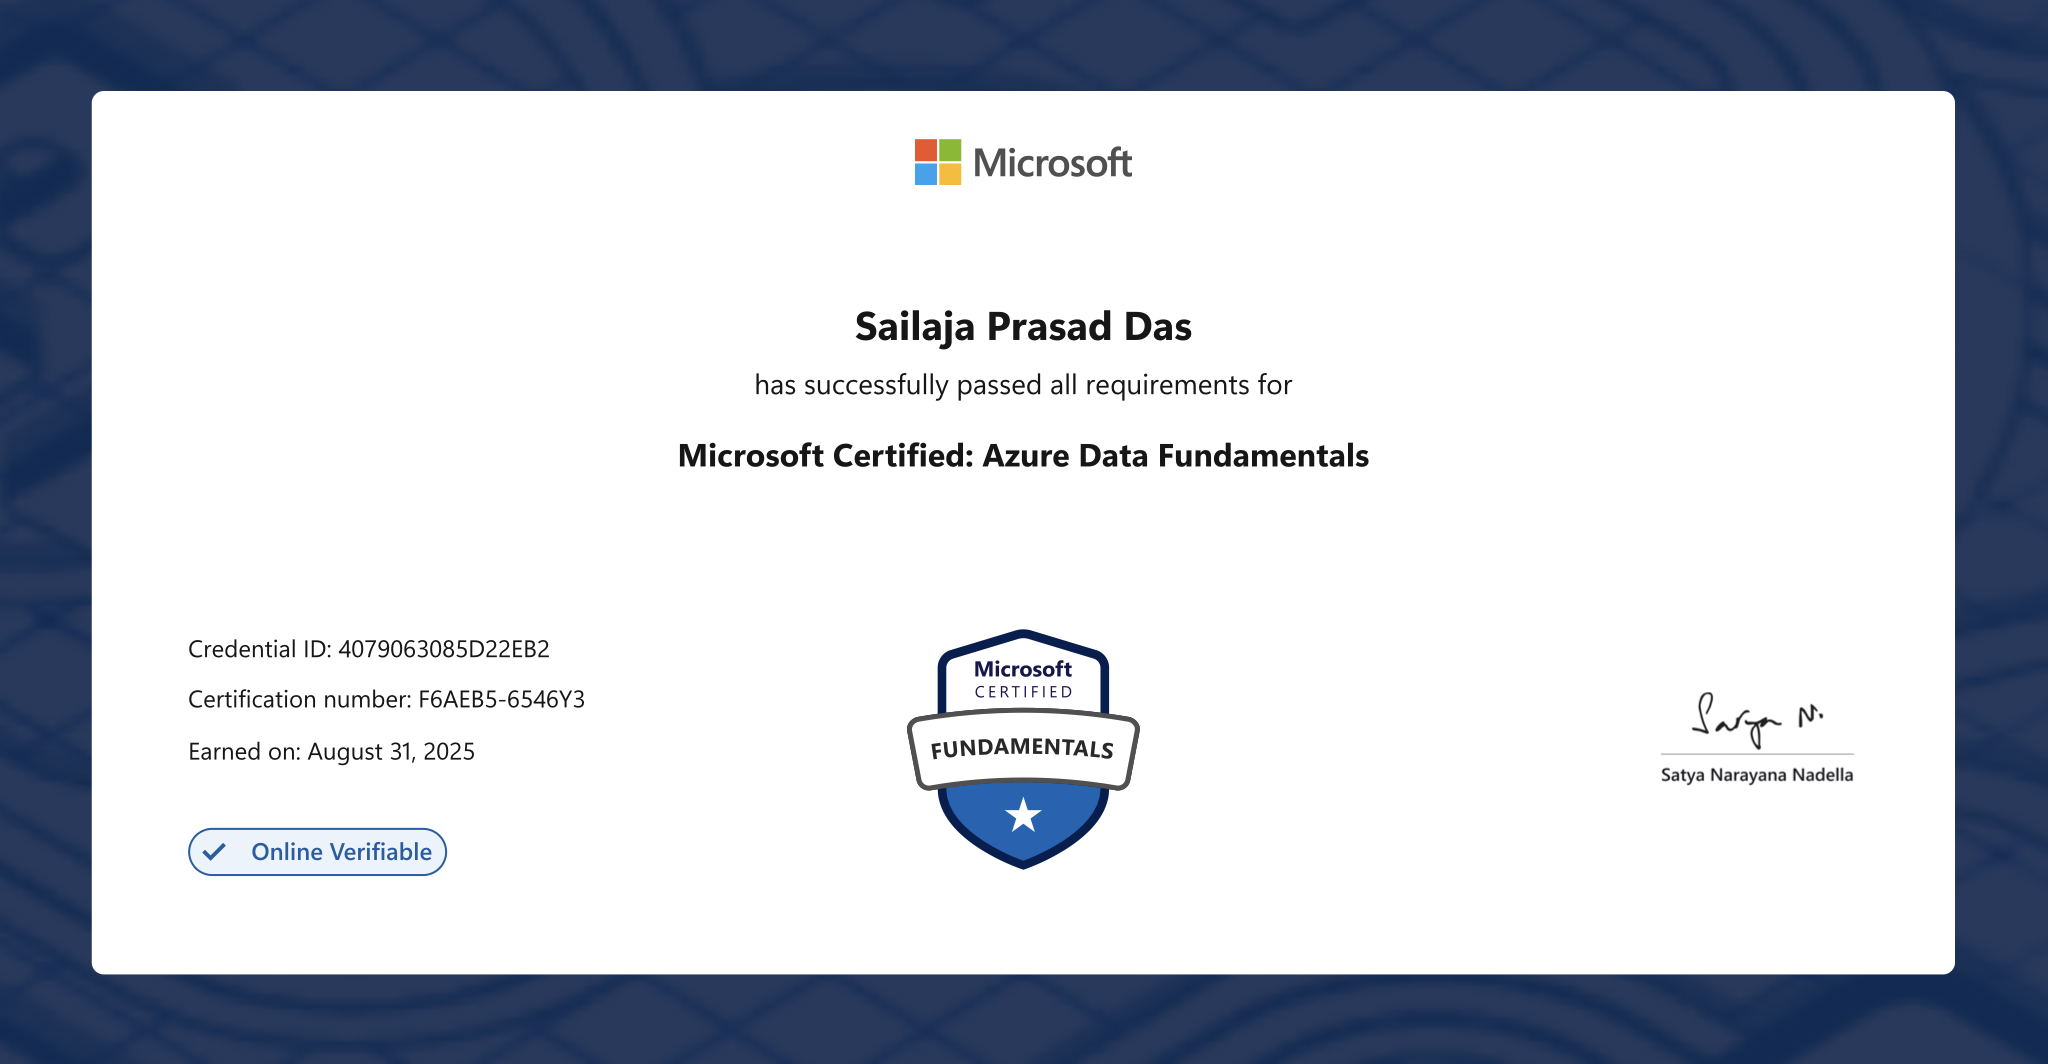 Microsoft
Sailaja Prasad Das
has successfully passed all requirements for
Microsoft Certified: Azure Data Fundamentals
Credential ID: 4079063085D22EB2
Certification number: F6AEB5-6546Y3
Earned on: August 31, 2025
Online Verifiable
Microsoft
CERTIFIED
FUNDAMENTALS
Satya N.
Satya Narayana Nadella